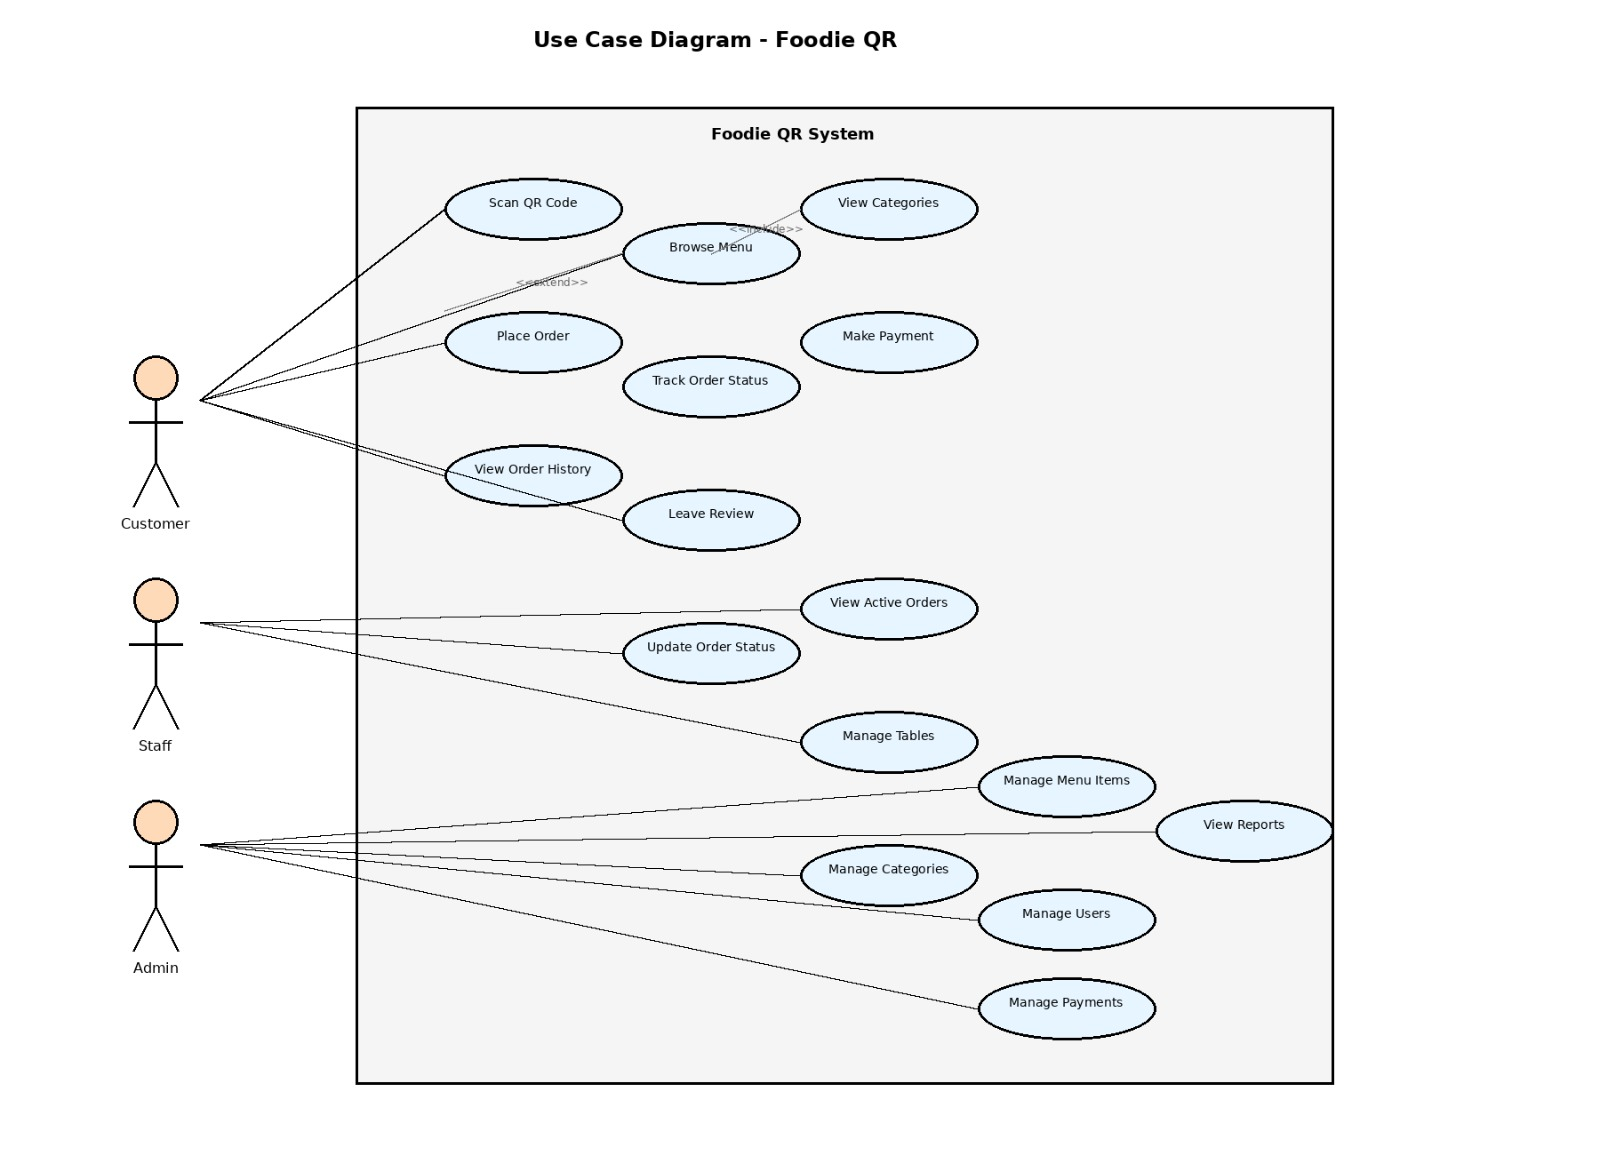 Use Case Diagram - Foodie QR
Foodie QR System
Scan QR Code
View Categories
<<include>>
Browse Menu
<<extend>>
Place Order
Make Payment
Track Order Status
View Order History
Leave Review
Customer
View Active Orders
Update Order Status
Manage Tables
Staff
Manage Menu Items
View Reports
Manage Categories
Manage Users
Admin
Manage Payments